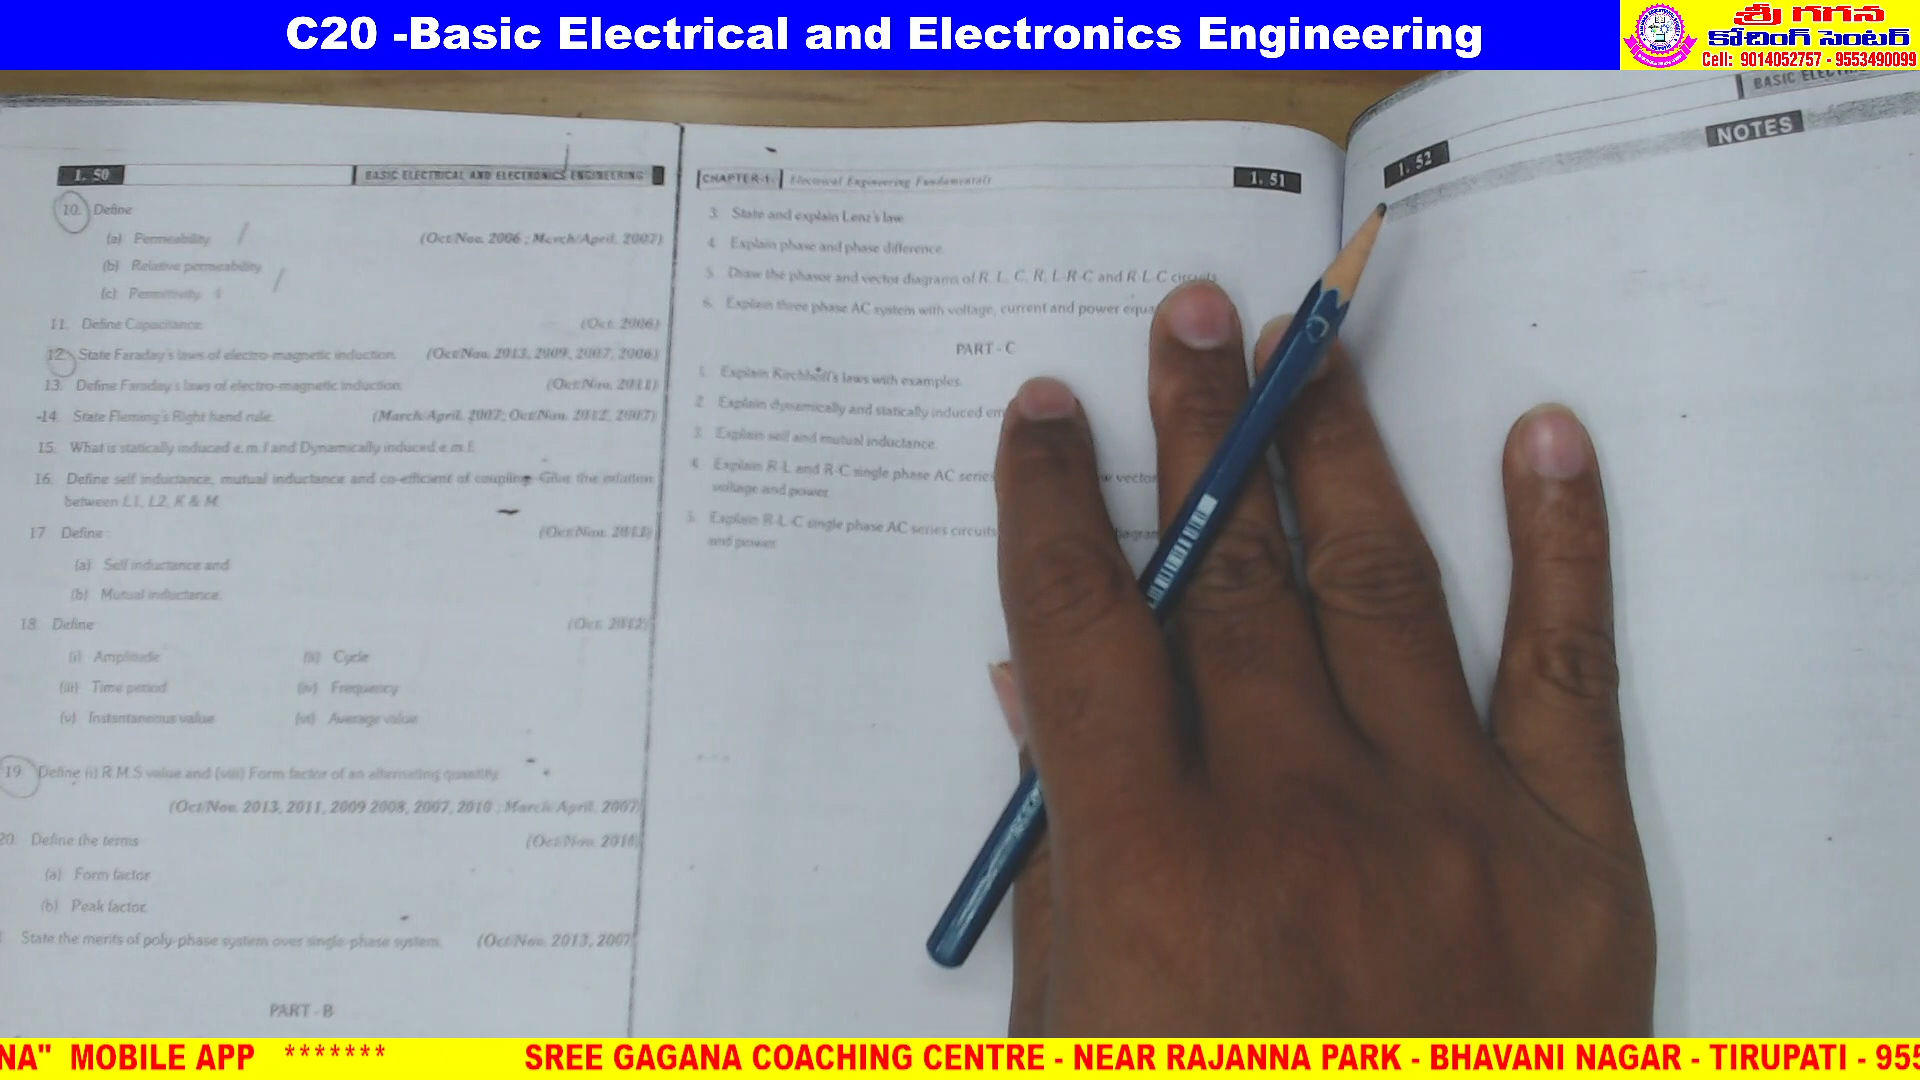 C20 -Basic Electrical and Electronics Engineering
శ్రీ గగన
కోచింగ్ సెంటర్
Cell: 9014052757 - 9553490099
1. 50
BASIC ELECTRICAL AND ELECTRONICS ENGINEERING
10. Define
(a) Permeability (Oct/Nov. 2006 ; March/April. 2007)
(b) Relative permeability
(c) Permittivity
11. Define Capacitance (Oct. 2006)
12. State Faraday's laws of electro-magnetic induction. (Oct/Nov. 2013, 2009, 2007, 2006)
13. Define Faraday's laws of electro-magnetic induction. (Oct/Nov. 2011)
14. State Fleming's Right hand rule. (March/April. 2007; Oct/Nov. 2012, 2007)
15. What is statically induced e.m.f and Dynamically induced e.m.f.
16. Define self inductance, mutual inductance and co-efficient of coupling. Give the relation
between L1, L2, K & M.
17. Define : (Oct/Nov. 2013)
(a) Self inductance and
(b) Mutual inductance.
18. Define (Oct. 2012)
(i) Amplitude (ii) Cycle
(iii) Time period (iv) Frequency
(v) Instantaneous value (vi) Average value
19. Define (i) R.M.S value and (viii) Form factor of an alternating quantity.
(Oct/Nov. 2013, 2011, 2009 2008, 2007, 2010 ; March/April. 2007)
20. Define the terms (Oct/Nov. 2010)
(a) Form factor
(b) Peak factor.
State the merits of poly-phase system over single-phase system. (Oct/Nov. 2013, 2007)
PART - B
CHAPTER-1 Electrical Engineering Fundamentals 1. 51
3. State and explain Lenz's law
4. Explain phase and phase difference.
5. Draw the phasor and vector diagrams of R, L, C, R, L-R-C and R-L-C circuits
6. Explain three phase AC system with voltage, current and power equa
PART - C
1. Explain Kirchhoff's laws with examples.
2. Explain dynamically and statically induced em
3. Explain self and mutual inductance.
4. Explain R-L and R-C single phase AC series vector
voltage and power.
5. Explain R-L-C single phase AC series circuits diagram
and power.
BASIC
1. 52
NOTES
NA" MOBILE APP ******* SREE GAGANA COACHING CENTRE - NEAR RAJANNA PARK - BHAVANI NAGAR - TIRUPATI - 955